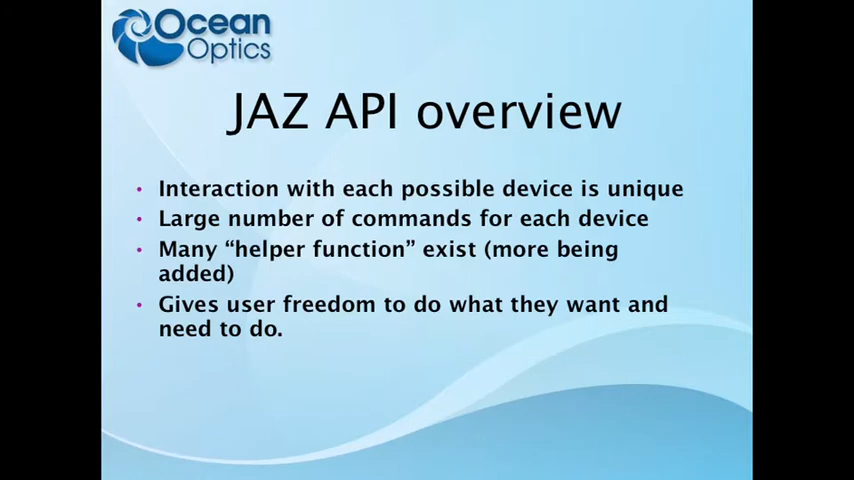 Ocean
Optics
JAZ API overview
• Interaction with each possible device is unique
• Large number of commands for each device
• Many “helper function” exist (more being
added)
• Gives user freedom to do what they want and
need to do.